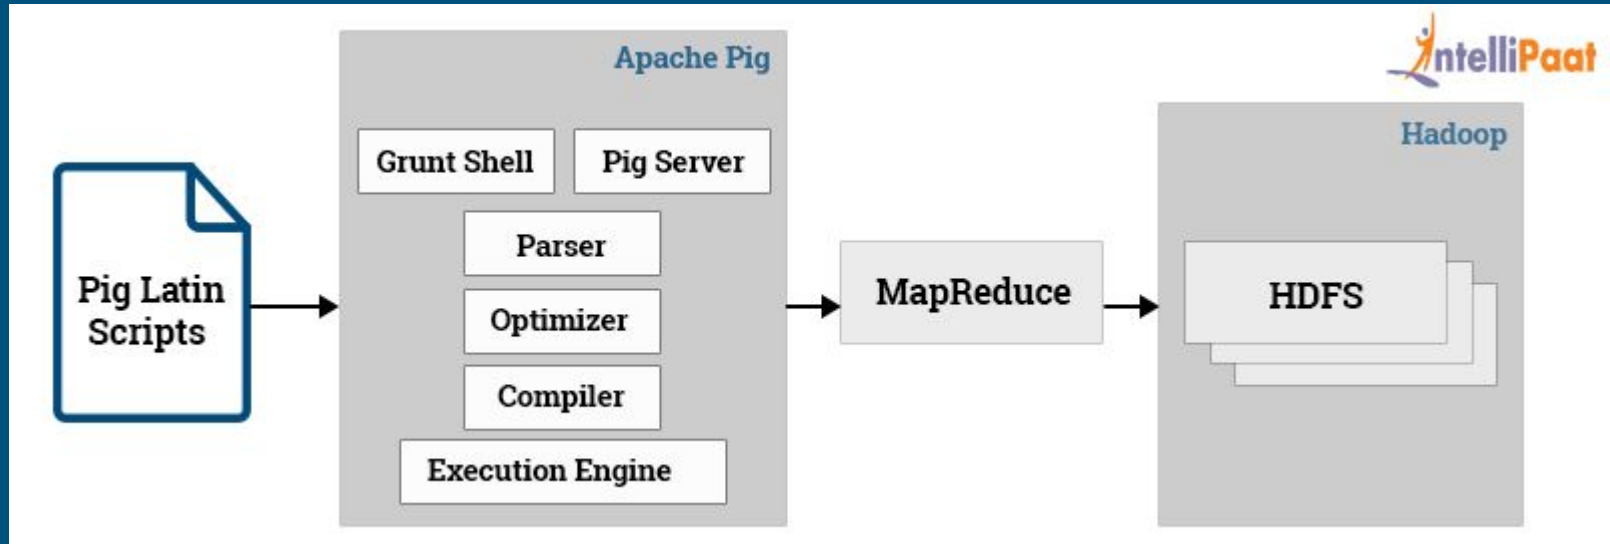 Apache Pig
IntelliPaat
Hadoop
Grunt Shell
Pig Server
Pig Latin
Scripts
Parser
Optimizer
Compiler
Execution Engine
MapReduce
HDFS